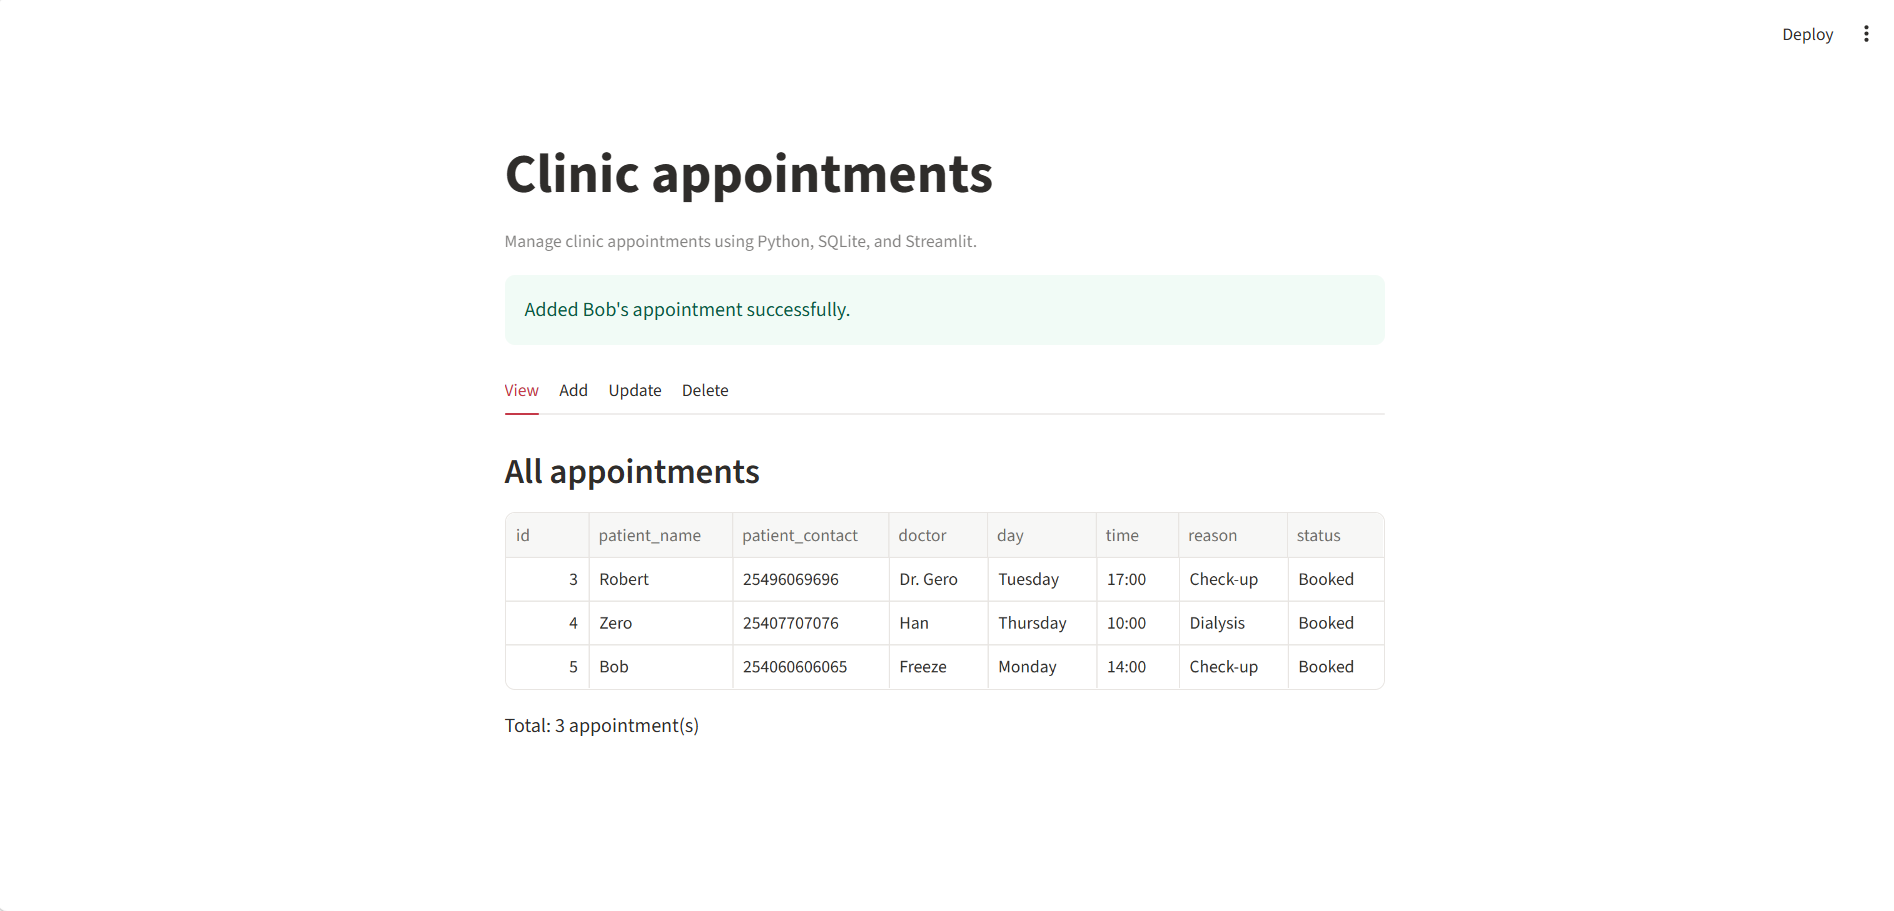 Deploy
Clinic appointments
Manage clinic appointments using Python, SQLite, and Streamlit.
Added Bob's appointment successfully.
View Add Update Delete
All appointments
id patient_name patient_contact doctor day time reason status
3 Robert 25496069696 Dr. Gero Tuesday 17:00 Check-up Booked
4 Zero 25407707076 Han Thursday 10:00 Dialysis Booked
5 Bob 254060606065 Freeze Monday 14:00 Check-up Booked
Total: 3 appointment(s)